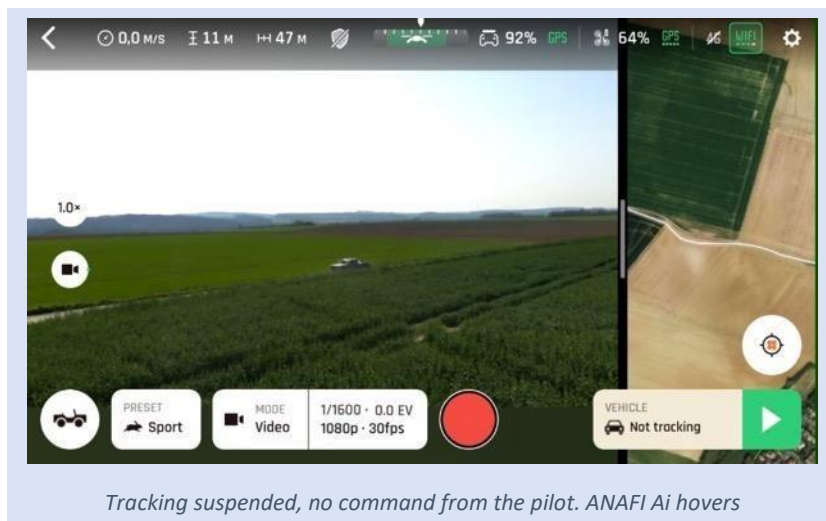 0,0 M/S 11 M 47 M 92% GPS 64% GPS 4G WIFI
1.0×
PRESET
Sport
MODE
Video
1/1600 · 0.0 EV
1080p · 30fps
VEHICLE
Not tracking
Tracking suspended, no command from the pilot. ANAFI Ai hovers